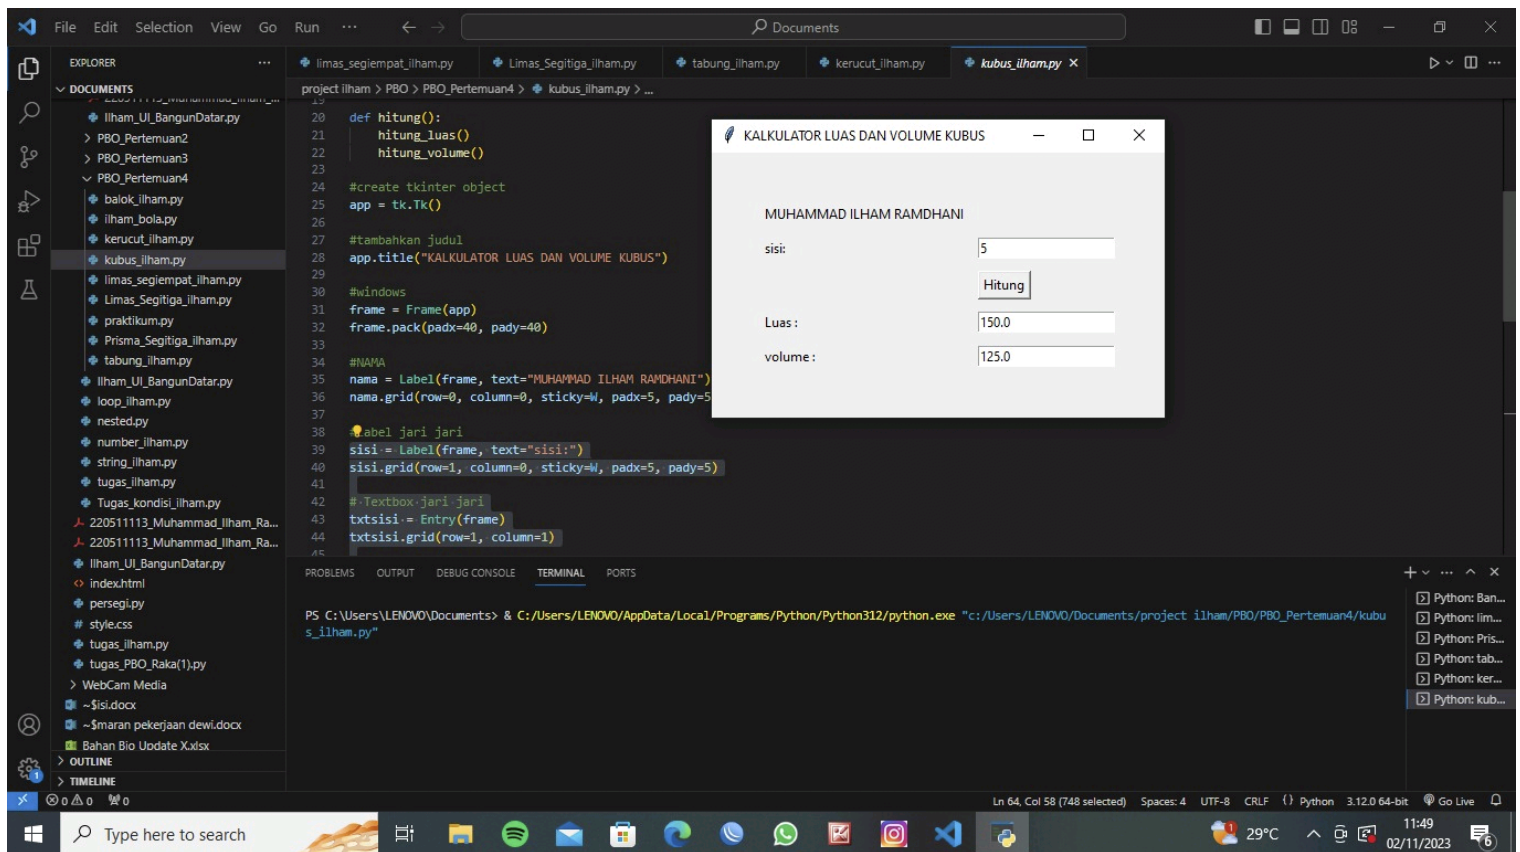 File Edit Selection View Go Run ··· Documents
EXPLORER ···
limas_segiempat_ilham.py Limas_Segitiga_ilham.py tabung_ilham.py kerucut_ilham.py kubus_ilham.py
DOCUMENTS
project ilham > PBO > PBO_Pertemuan4 > kubus_ilham.py > ...
Ilham_UI_BangunDatar.py
PBO_Pertemuan2
PBO_Pertemuan3
PBO_Pertemuan4
balok_ilham.py
ilham_bola.py
kerucut_ilham.py
kubus_ilham.py
limas_segiempat_ilham.py
Limas_Segitiga_ilham.py
praktikum.py
Prisma_Segitiga_ilham.py
tabung_ilham.py
Ilham_UI_BangunDatar.py
loop_ilham.py
nested.py
number_ilham.py
string_ilham.py
tugas_ilham.py
Tugas_kondisi_ilham.py
220511113_Muhammad_Ilham_Ra...
220511113_Muhammad_Ilham_Ra...
Ilham_UI_BangunDatar.py
index.html
persegi.py
style.css
tugas_ilham.py
tugas_PBO_Raka(1).py
WebCam Media
~$isi.docx
~$maran pekerjaan dewi.docx
Bahan Bio Update X.xlsx
OUTLINE
TIMELINE
19
20 def hitung():
21 hitung_luas()
22 hitung_volume()
23
24 #create tkinter object
25 app = tk.Tk()
26
27 #tambahkan judul
28 app.title("KALKULATOR LUAS DAN VOLUME KUBUS")
29
30 #windows
31 frame = Frame(app)
32 frame.pack(padx=40, pady=40)
33
34 #NAMA
35 nama = Label(frame, text="MUHAMMAD ILHAM RAMDHANI")
36 nama.grid(row=0, column=0, sticky=W, padx=5, pady=5
37
38 abel jari jari
39 sisi = Label(frame, text="sisi:")
40 sisi.grid(row=1, column=0, sticky=W, padx=5, pady=5)
41
42 # Textbox jari jari
43 txtsisi = Entry(frame)
44 txtsisi.grid(row=1, column=1)
45
KALKULATOR LUAS DAN VOLUME KUBUS
MUHAMMAD ILHAM RAMDHANI
sisi: 5
Hitung
Luas : 150.0
volume : 125.0
PROBLEMS OUTPUT DEBUG CONSOLE TERMINAL PORTS
PS C:\Users\LENOVO\Documents> & C:/Users/LENOVO/AppData/Local/Programs/Python/Python312/python.exe "c:/Users/LENOVO/Documents/project ilham/PBO/PBO_Pertemuan4/kubu
s_ilham.py"
Python: Ban...
Python: lim...
Python: Pris...
Python: tab...
Python: ker...
Python: kub...
1
0 0 0 Ln 64, Col 58 (748 selected) Spaces: 4 UTF-8 CRLF {} Python 3.12.0 64-bit Go Live
Type here to search 1 29°C 11:49
02/11/2023 6